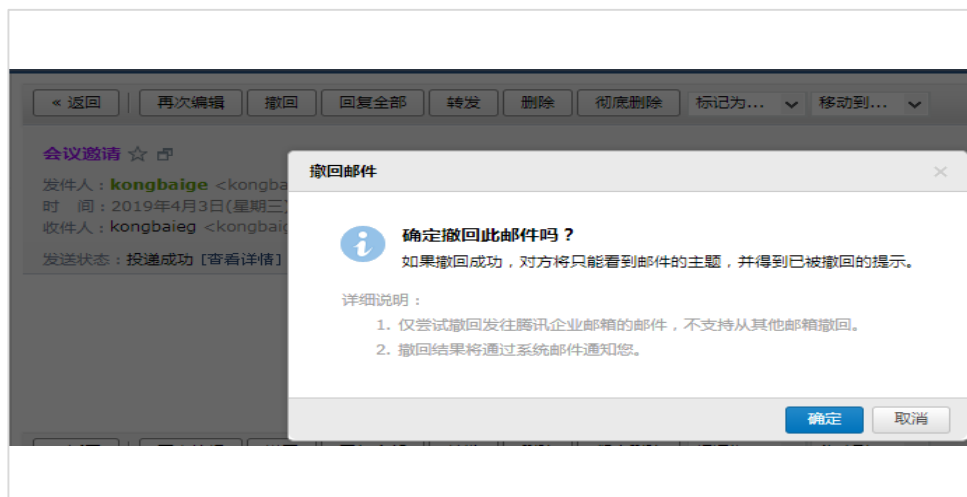 « 返回 再次编辑 撤回 回复全部 转发 删除 彻底删除 标记为... 移动到...
会议邀请
发件人：kongbaige <kongba
时 间：2019年4月3日(星期三)
收件人：kongbaieg <kongbaig
发送状态：投递成功 [查看详情]
撤回邮件
确定撤回此邮件吗？
如果撤回成功，对方将只能看到邮件的主题，并得到已被撤回的提示。
详细说明：
1. 仅尝试撤回发往腾讯企业邮箱的邮件，不支持从其他邮箱撤回。
2. 撤回结果将通过系统邮件通知您。
确定 取消